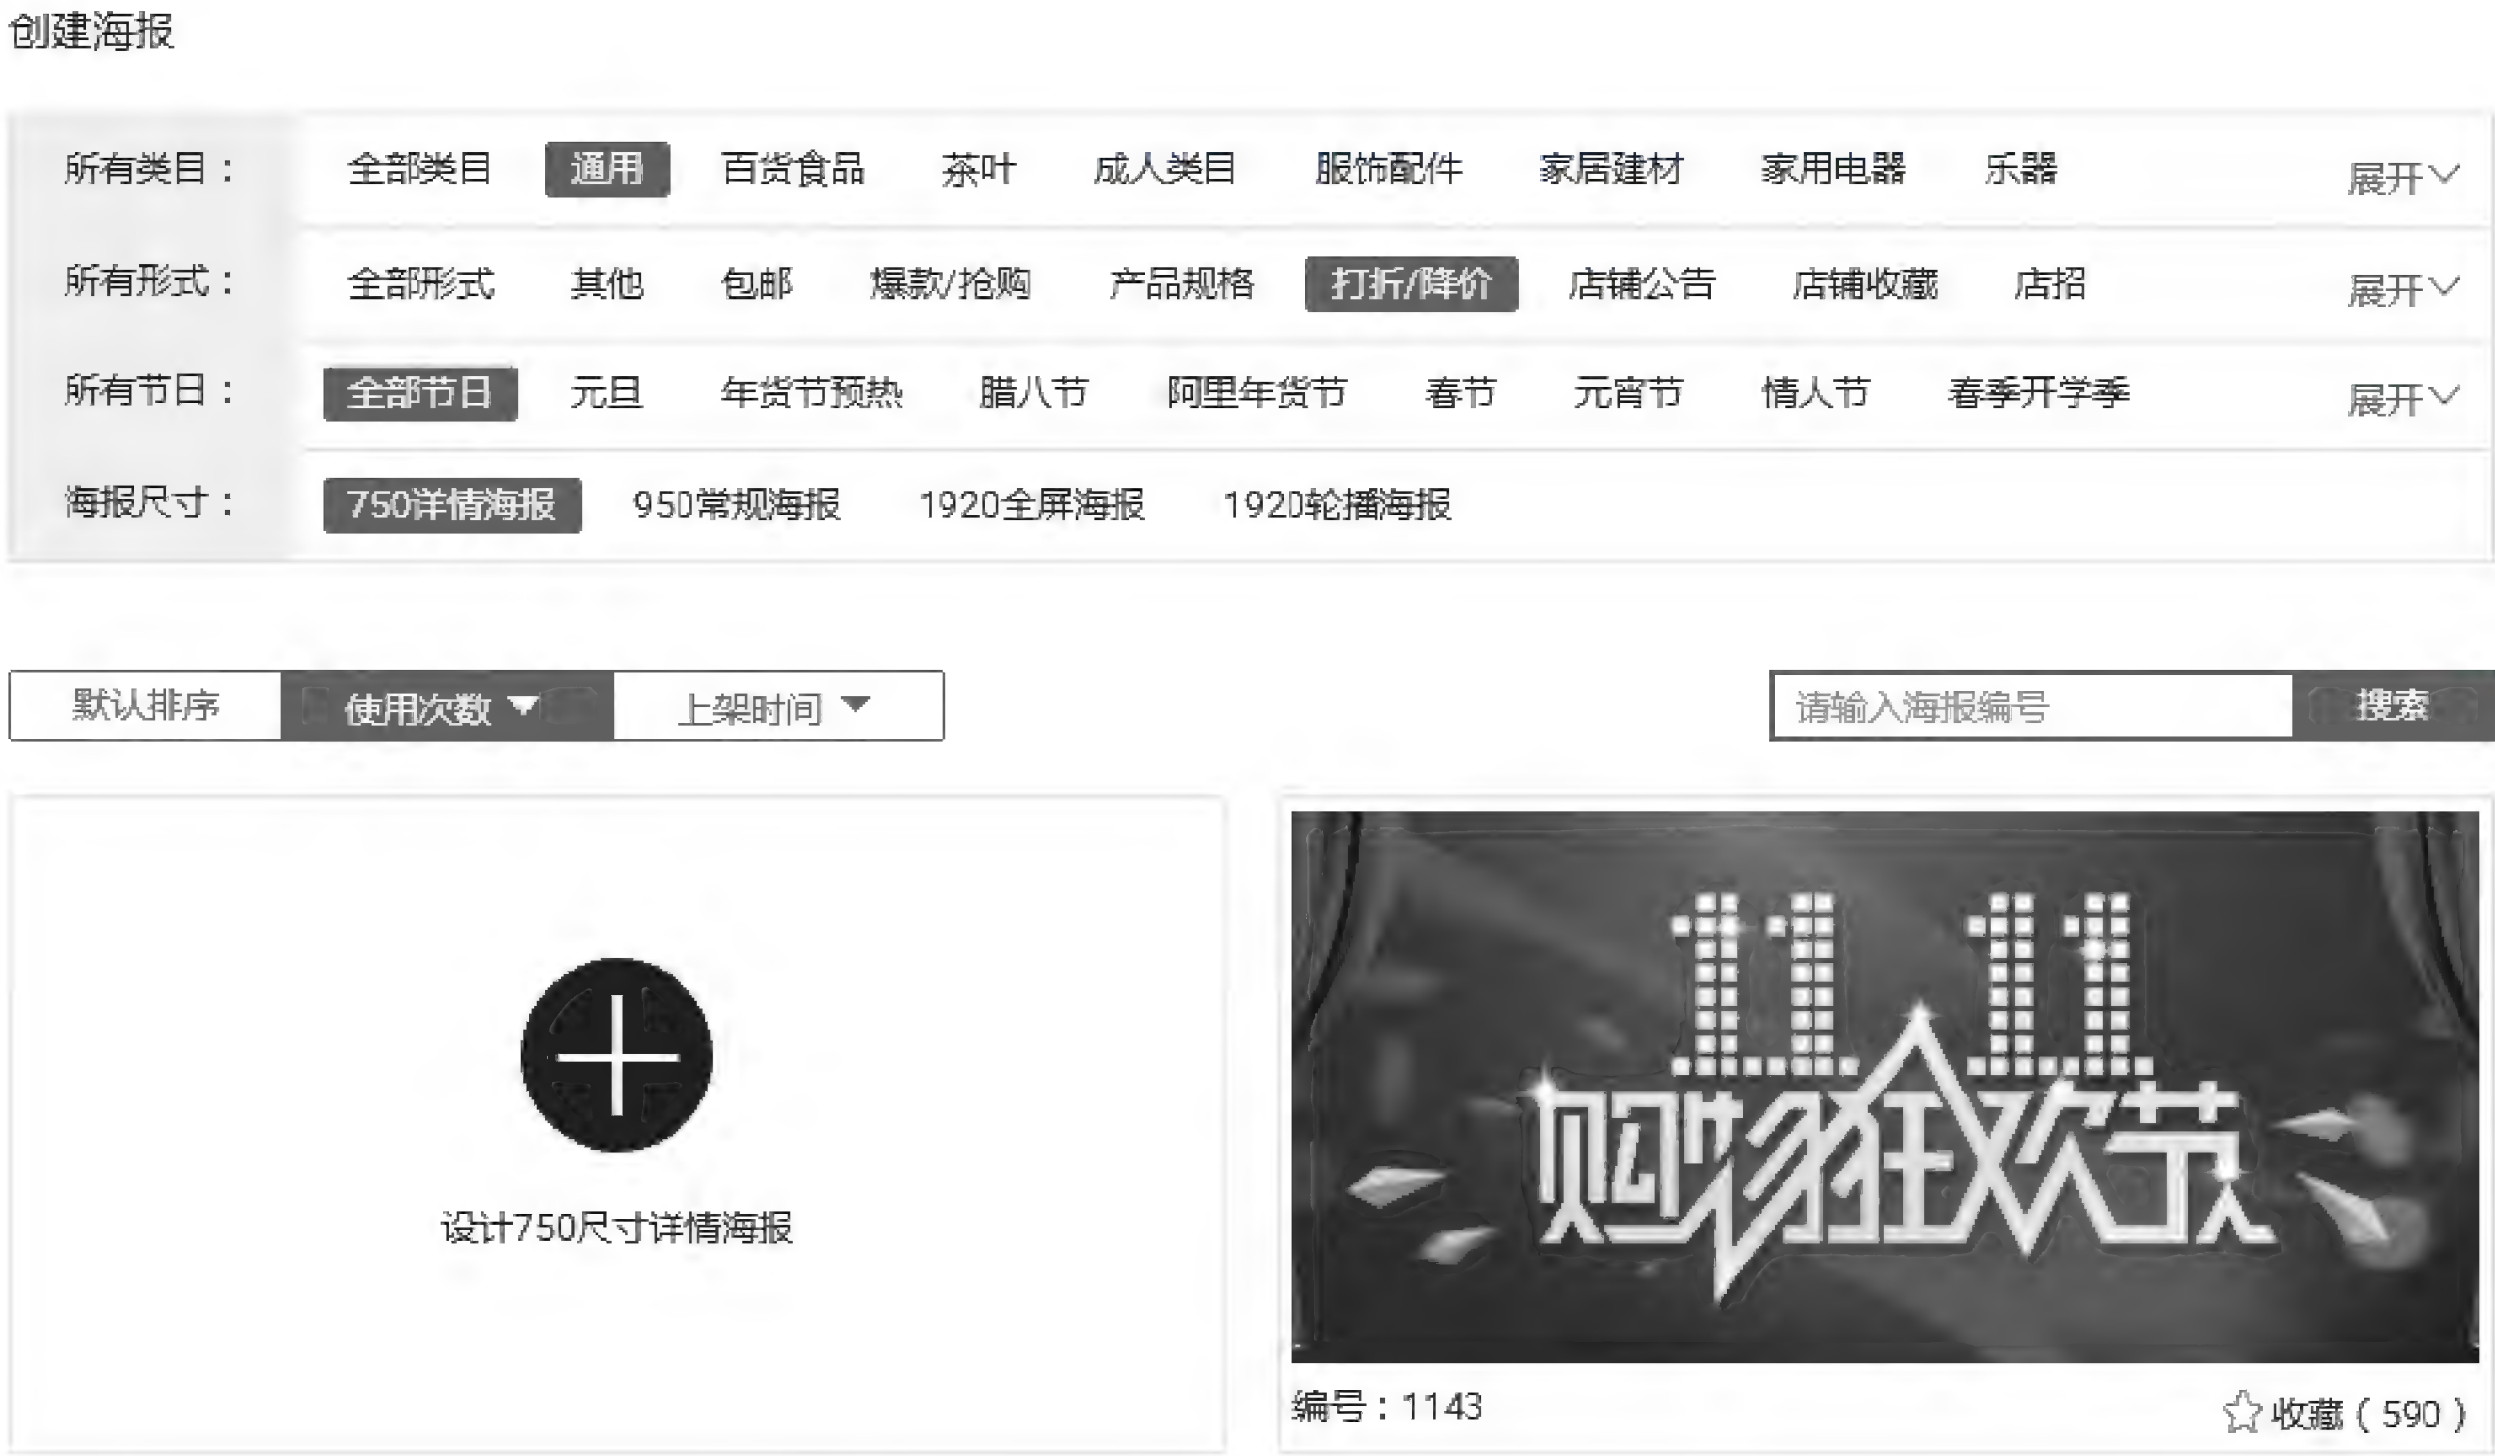 创建海报
所有类目： 全部类目 通用 百货食品 茶叶 成人类目 服饰配件 家居建材 家用电器 乐器 展开
所有形式： 全部形式 其他 包邮 爆款/抢购 产品规格 打折/降价 店铺公告 店铺收藏 店招 展开
所有节日： 全部节日 元旦 年货节预热 腊八节 阿里年货节 春节 元宵节 情人节 春季开学季 展开
海报尺寸： 750详情海报 950常规海报 1920全屏海报 1920轮播海报
默认排序 使用次数 上架时间 请输入海报编号 搜索
11 11
购物狂欢节
设计750尺寸详情海报
编号：1143 收藏（590）